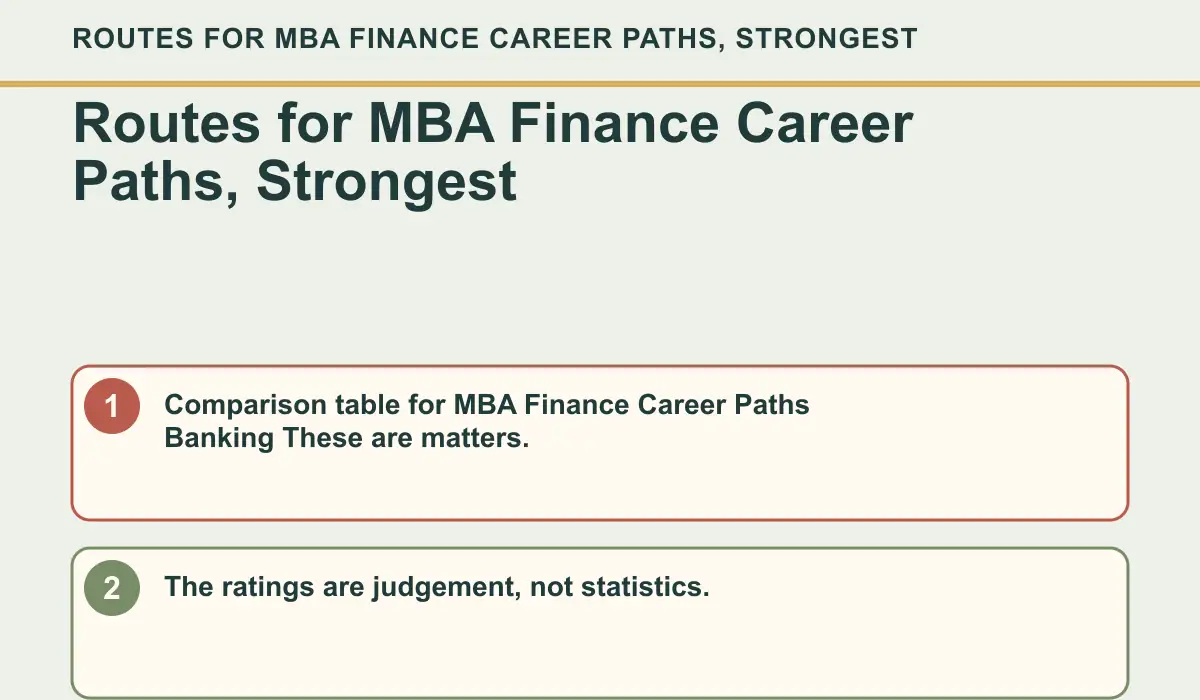 ROUTES FOR MBA FINANCE CAREER PATHS, STRONGEST
Routes for MBA Finance Career
Paths, Strongest
1
Comparison table for MBA Finance Career Paths
Banking These are matters.
2
The ratings are judgement, not statistics.